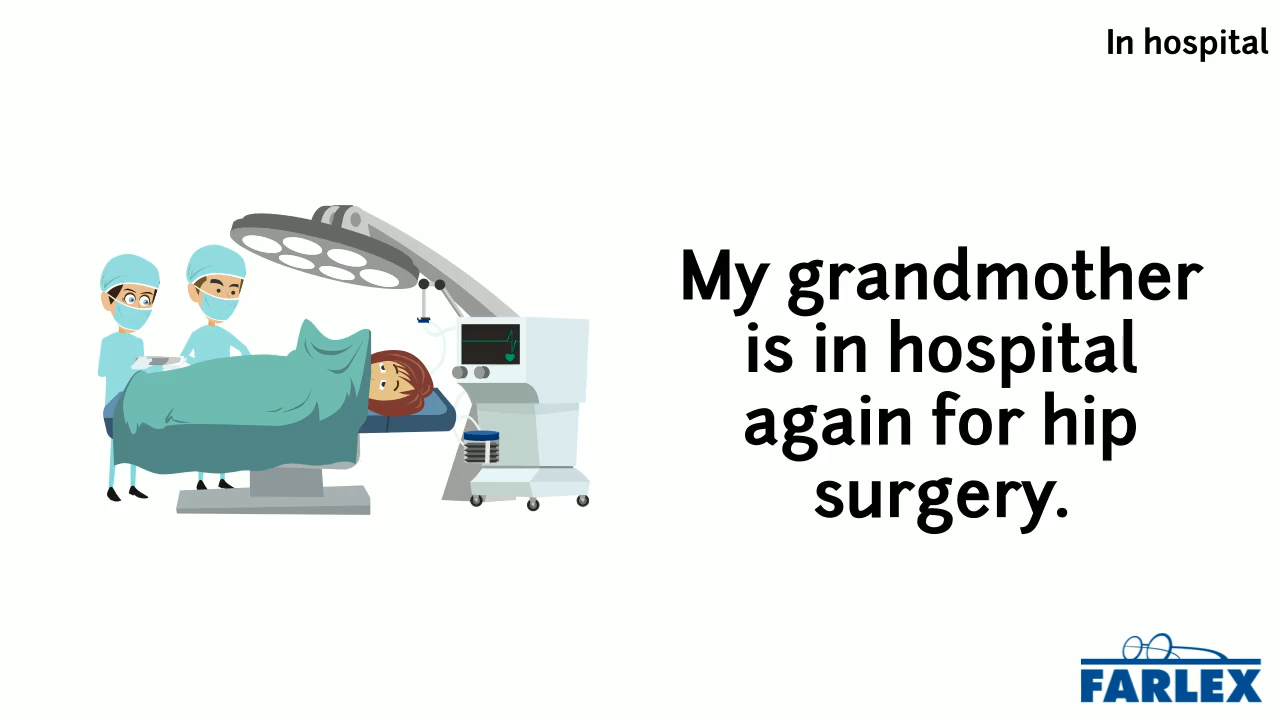 In hospital
My grandmother
is in hospital
again for hip
surgery.
FARLEX